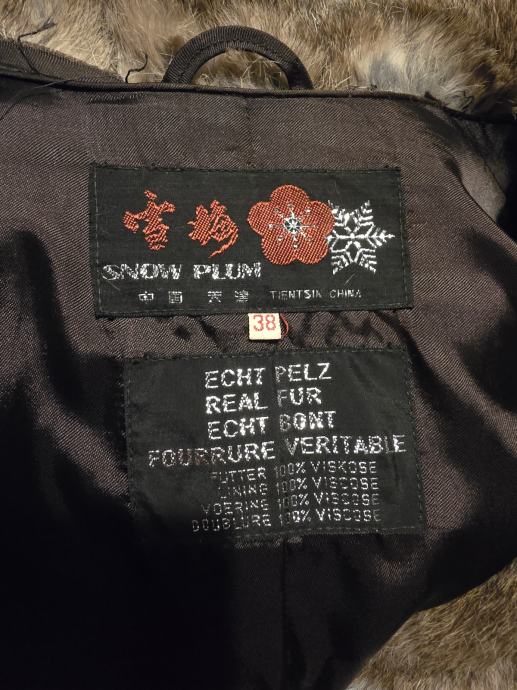 雪梅
SNOW PLUM
中国 天津 TIENTSIN CHINA
38
ECHT PELZ
REAL FUR
ECHT BONT
FOURRURE VERITABLE
FUTTER 100% VISKOSE
LINING 100% VISCOSE
VOERING 100% VISCOSE
DOUBLURE 100% VISCOSE